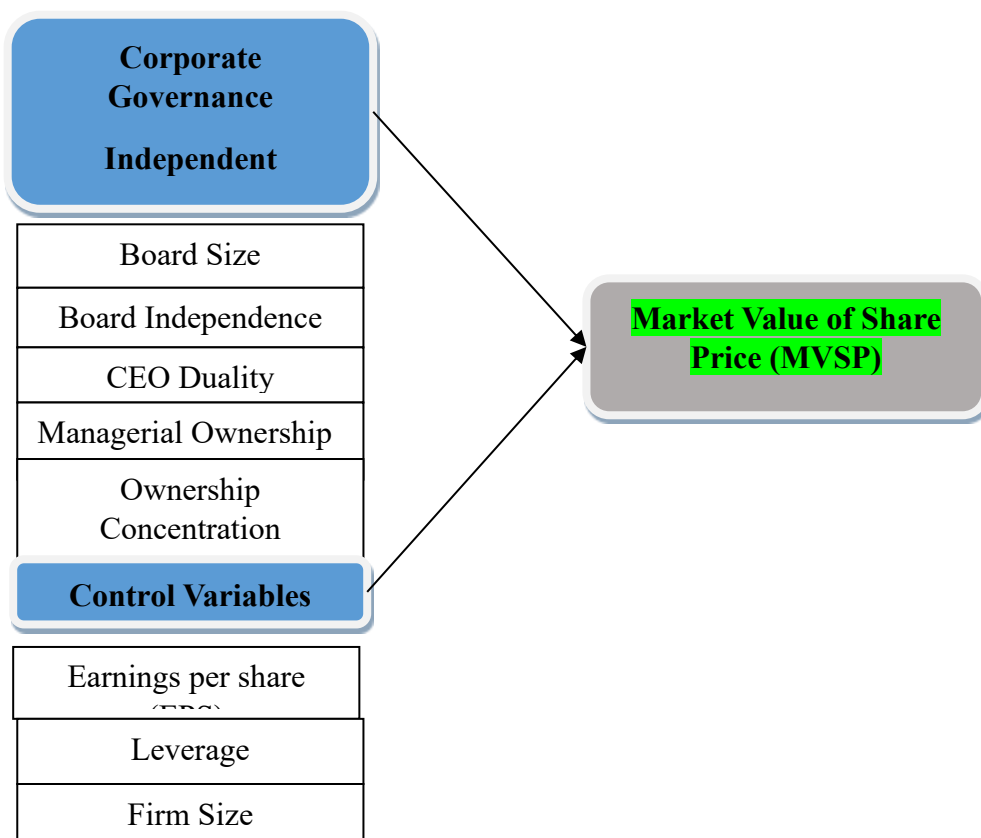 Corporate
Governance
Independent
Board Size
Board Independence
CEO Duality
Managerial Ownership
Ownership
Concentration
Control Variables
Earnings per share
(EPS)
Leverage
Firm Size
Market Value of Share
Price (MVSP)